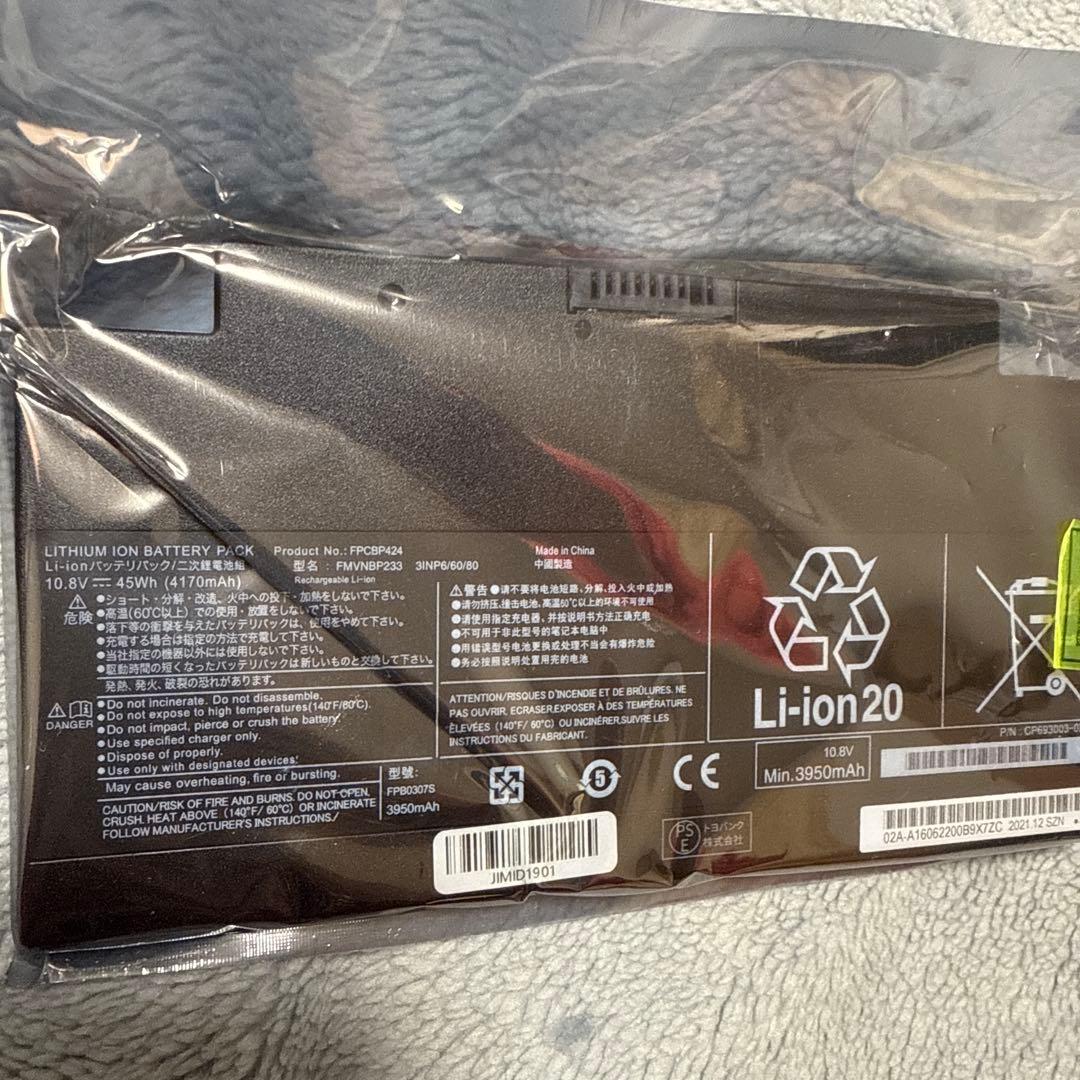 LITHIUM ION BATTERY PACK Product No.: FPCBP424
Li-ionバッテリパック/二次鋰電池組 型名 : FMVNBP233 3INP6/60/80
10.8V 45Wh (4170mAh) Rechargeable Li-ion
Made in China
中國製造
危険
●ショート・分解・改造、火中への投下・加熱をしないで下さい。
●高温(60℃以上)での使用・放置をしないで下さい。
●落下等の衝撃を与えたバッテリパックは、使用をやめて下さい。
●充電する場合は指定の方法で充電して下さい。
●当社指定の機器以外には使用しないで下さい。
●駆動時間の短くなったバッテリパックは新しいものと交換して下さい。
発熱、発火、破裂の恐れがあります。
DANGER
●Do not incinerate. Do not disassemble.
●Do not expose to high temperatures(140°F/60°C).
●Do not impact, pierce or crush the battery.
●Use specified charger only.
●Dispose of properly.
●Use only with designated devices.
May cause overheating, fire or bursting.
CAUTION/RISK OF FIRE AND BURNS. DO NOT OPEN,
CRUSH. HEAT ABOVE (140°F/ 60°C) OR INCINERATE
FOLLOW MANUFACTURER'S INSTRUCTIONS/
型號:
FPB0307S
3950mAh
警告 ●请不要将电池短路、分解、投入火中或加热
●请勿挤压、撞击电池、高温60℃以上的环境不可使用
●请使用指定充电器、并按说明书方法正确充电
●不可用于非此型号的笔记本电脑中
●用错误型号电池更换或处理不当会有爆炸危险
●务必按照说明处置用完的电池
ATTENTION/RISQUES D'INCENDIE ET DE BRÛLURES. NE
PAS OUVRIR, ECRASER,EXPOSER À DES TEMPÉRATURES
ÉLEVÉES (140°F/ 60°C) OU INCINÉRER.SUIVRE LES
INSTRUCTIONS DU FABRICANT.
Li-ion20
P/N : CP693003-0
5
CE
10.8V
Min.3950mAh
PSE
トヨバンク
株式会社
JIMID1901
02A-A16062200B9X7ZC 2021.12 SZN